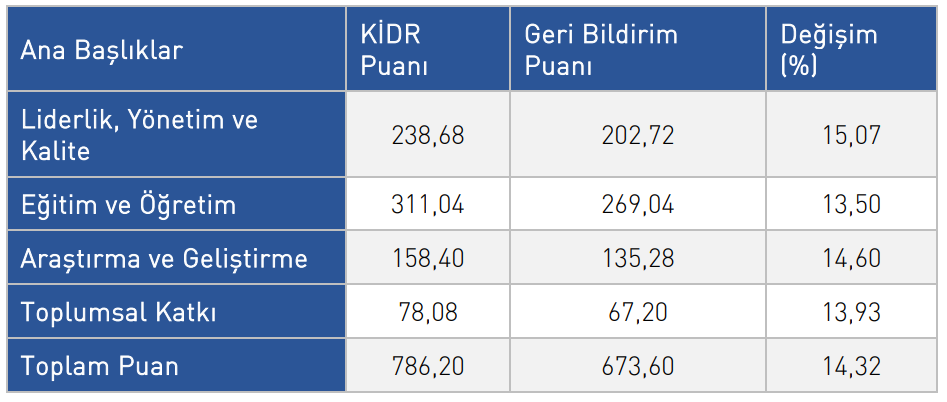 Ana Başlıklar KİDR Puanı Geri Bildirim Puanı Değişim (%)
Liderlik, Yönetim ve Kalite 238,68 202,72 15,07
Eğitim ve Öğretim 311,04 269,04 13,50
Araştırma ve Geliştirme 158,40 135,28 14,60
Toplumsal Katkı 78,08 67,20 13,93
Toplam Puan 786,20 673,60 14,32